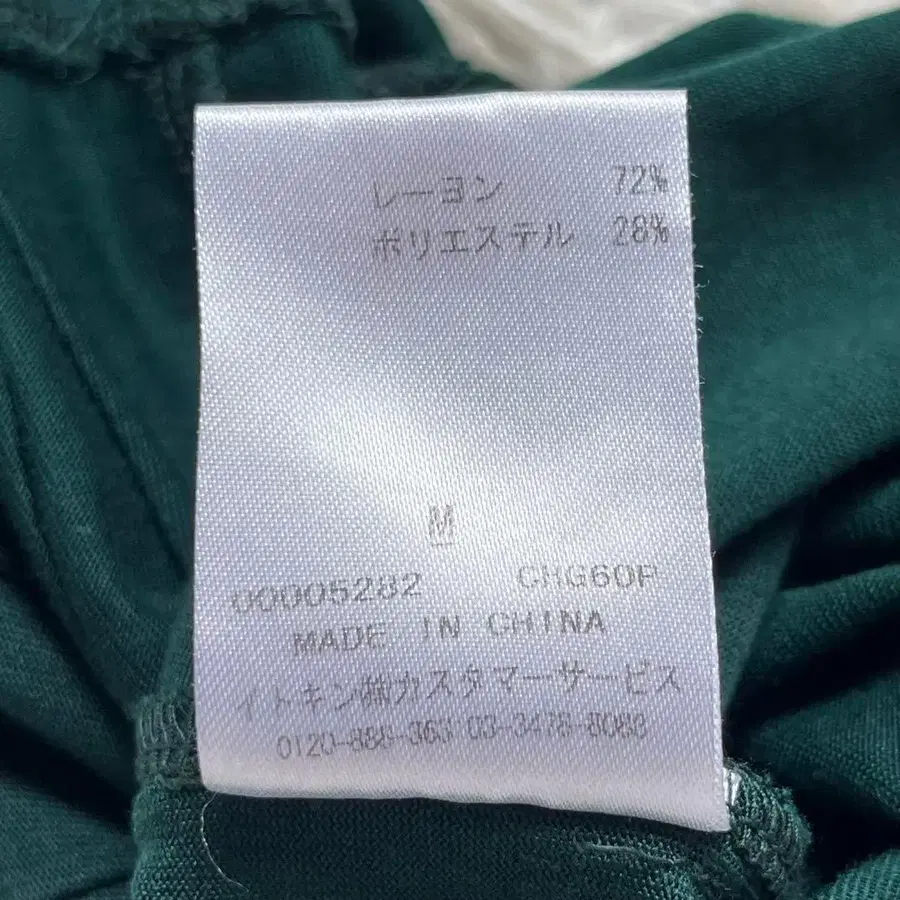 レーヨン 72%
ポリエステル 28%
M
00005282 CHG60P
MADE IN CHINA
イトキン㈱カスタマーサービス
0120-888-363 03-3478-8088